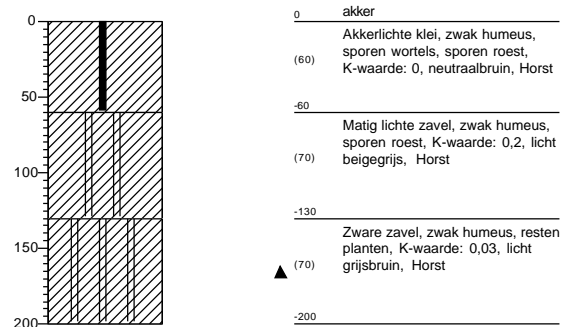 0
50
100
150
200
0 akker
Akkerlichte klei, zwak humeus,
sporen wortels, sporen roest,
(60)
K-waarde: 0, neutraalbruin, Horst
-60
Matig lichte zavel, zwak humeus,
sporen roest, K-waarde: 0,2, licht
(70)
beigegrijs, Horst
-130
Zware zavel, zwak humeus, resten
planten, K-waarde: 0,03, licht
(70)
grijsbruin, Horst
-200